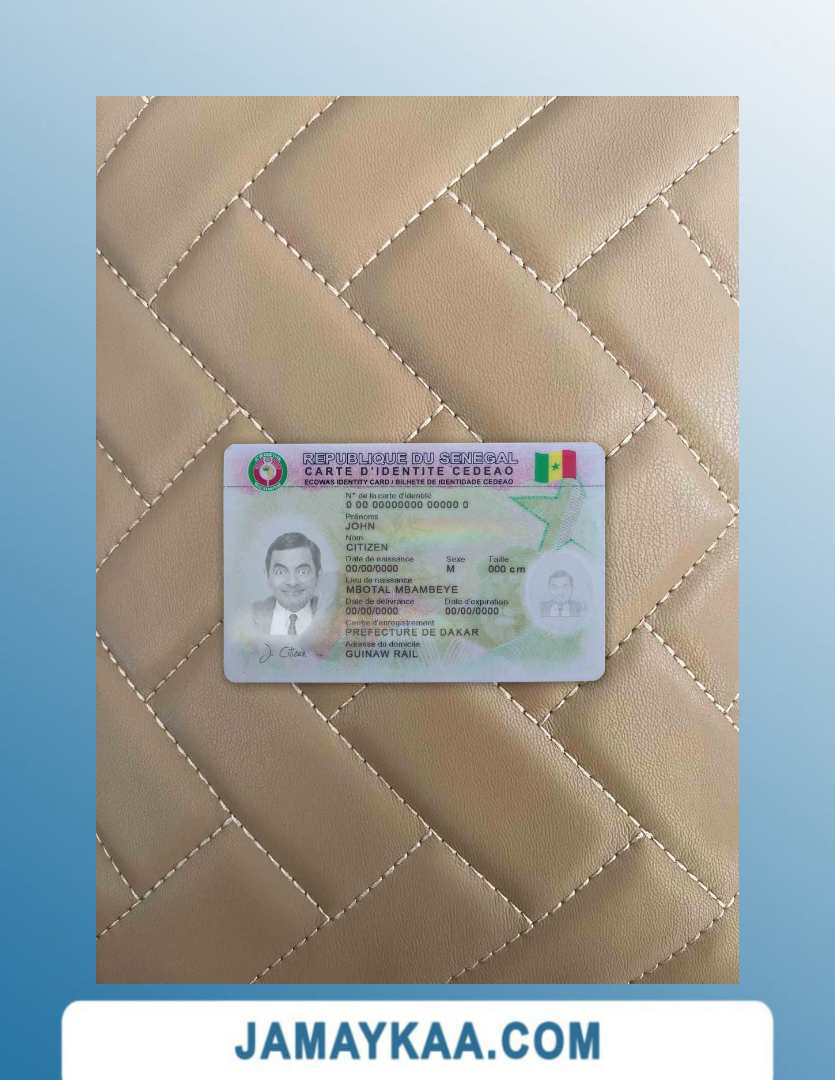 REPUBLIQUE DU SENEGAL
CARTE D'IDENTITE CEDEAO
ECOWAS IDENTITY CARD / BILHETE DE IDENTIDADE CEDEAO
N° de la carte d'identité
0 00 00000000 00000 0
Prénoms
JOHN
Nom
CITIZEN
Date de naissance Sexe Taille
00/00/0000 M 000 cm
Lieu de naissance
MBOTAL MBAMBEYE
Date de délivrance Date d'expiration
00/00/0000 00/00/0000
Centre d'enregistrement
PREFECTURE DE DAKAR
Adresse du domicile
GUINAW RAIL
J. Citizen
JAMAYKAA.COM